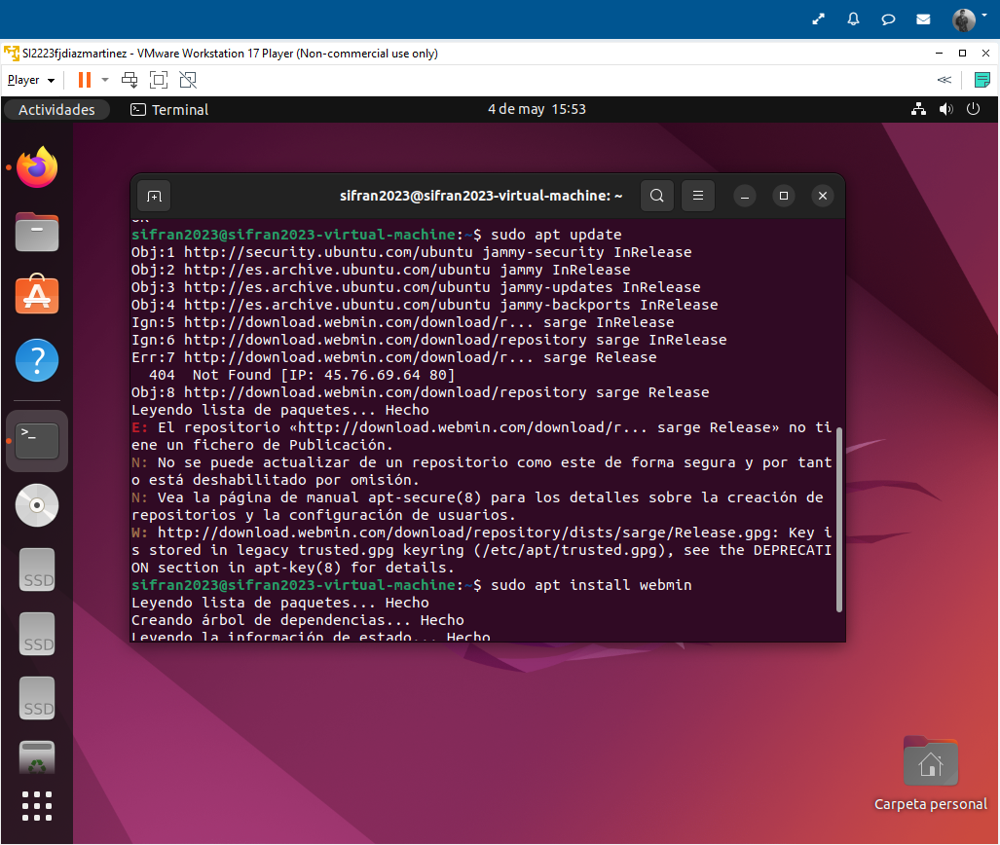 SI2223fjdiazmartinez - VMware Workstation 17 Player (Non-commercial use only)
Player
Actividades
Terminal
4 de may 15:53
sifran2023@sifran2023-virtual-machine: ~
sifran2023@sifran2023-virtual-machine:~$ sudo apt update
Obj:1 http://security.ubuntu.com/ubuntu jammy-security InRelease
Obj:2 http://es.archive.ubuntu.com/ubuntu jammy InRelease
Obj:3 http://es.archive.ubuntu.com/ubuntu jammy-updates InRelease
Obj:4 http://es.archive.ubuntu.com/ubuntu jammy-backports InRelease
Ign:5 http://download.webmin.com/download/r... sarge InRelease
Ign:6 http://download.webmin.com/download/repository sarge InRelease
Err:7 http://download.webmin.com/download/r... sarge Release
404 Not Found [IP: 45.76.69.64 80]
Obj:8 http://download.webmin.com/download/repository sarge Release
Leyendo lista de paquetes... Hecho
E: El repositorio «http://download.webmin.com/download/r... sarge Release» no ti
ene un fichero de Publicación.
N: No se puede actualizar de un repositorio como este de forma segura y por tant
o está deshabilitado por omisión.
N: Vea la página de manual apt-secure(8) para los detalles sobre la creación de
repositorios y la configuración de usuarios.
W: http://download.webmin.com/download/repository/dists/sarge/Release.gpg: Key i
s stored in legacy trusted.gpg keyring (/etc/apt/trusted.gpg), see the DEPRECATI
ON section in apt-key(8) for details.
sifran2023@sifran2023-virtual-machine:~$ sudo apt install webmin
Leyendo lista de paquetes... Hecho
Creando árbol de dependencias... Hecho
Leyendo la información de estado... Hecho
SSD
SSD
SSD
Carpeta personal